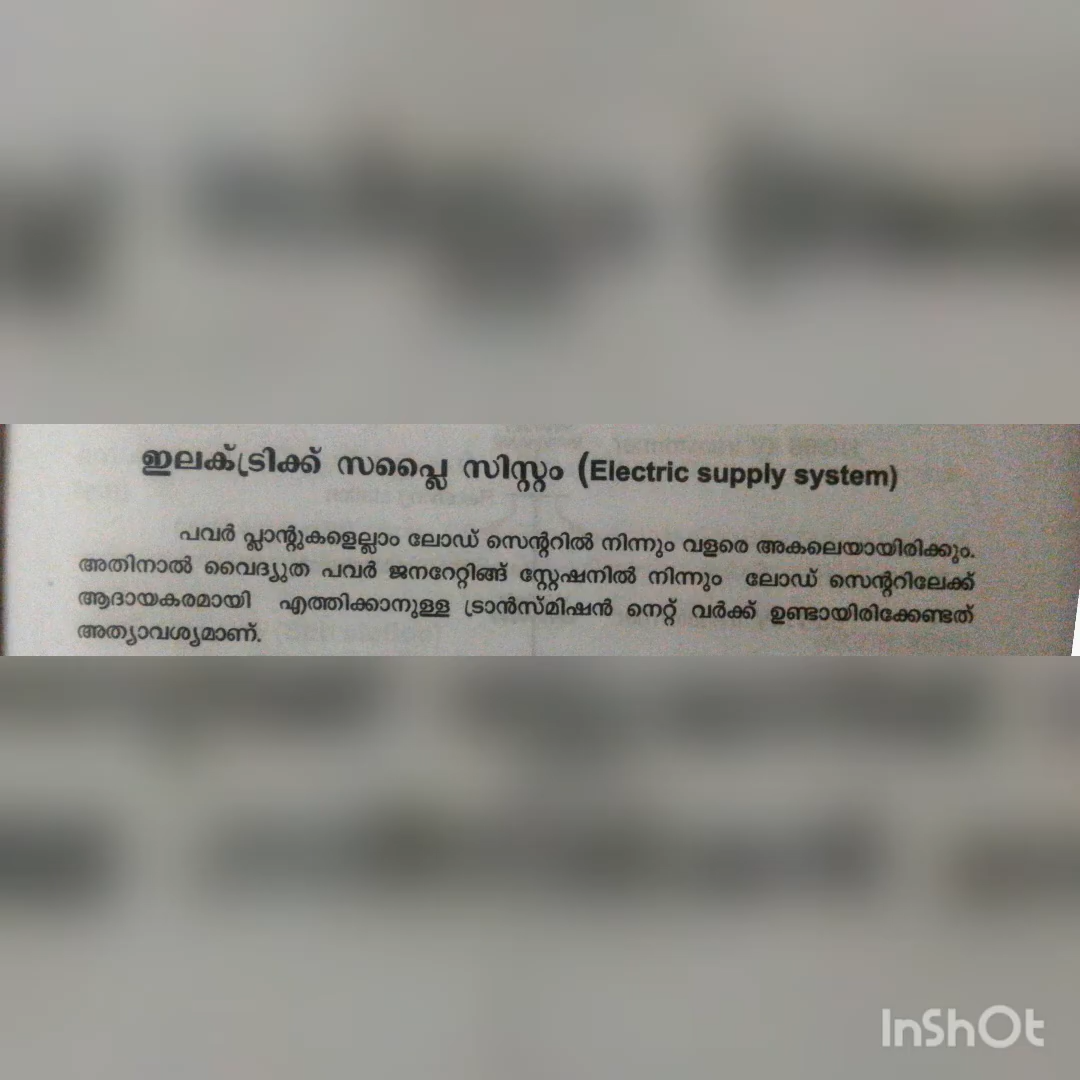 ഇലക്ട്രിക്ക് സപ്ലൈ സിസ്റ്റം (Electric supply system)
പവർ പ്ലാന്റുകളെല്ലാം ലോഡ് സെന്ററിൽ നിന്നും വളരെ അകലെയായിരിക്കും.
അതിനാൽ വൈദ്യുത പവർ ജനറേറ്റിങ്ങ് സ്റ്റേഷനിൽ നിന്നും ലോഡ് സെന്ററിലേക്ക്
ആദായകരമായി എത്തിക്കാനുള്ള ട്രാൻസ്മിഷൻ നെറ്റ് വർക്ക് ഉണ്ടായിരിക്കേണ്ടത്
അത്യാവശ്യമാണ്.
InShOt